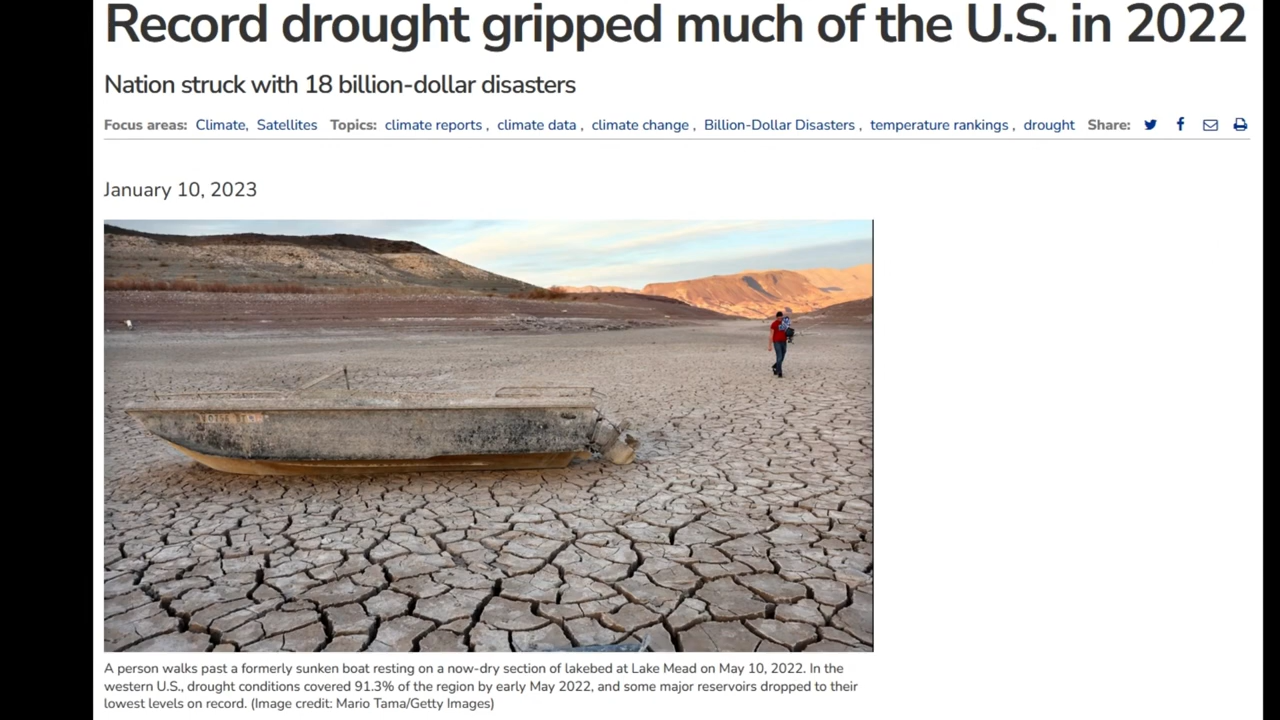 Record drought gripped much of the U.S. in 2022
Nation struck with 18 billion-dollar disasters
Focus areas: Climate, Satellites Topics: climate reports , climate data , climate change , Billion-Dollar Disasters , temperature rankings , drought Share:
January 10, 2023
A person walks past a formerly sunken boat resting on a now-dry section of lakebed at Lake Mead on May 10, 2022. In the
western U.S., drought conditions covered 91.3% of the region by early May 2022, and some major reservoirs dropped to their
lowest levels on record. (Image credit: Mario Tama/Getty Images)